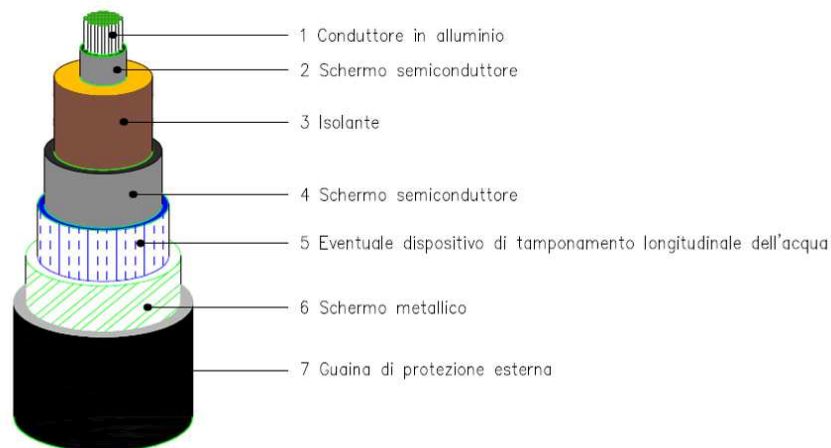 1 Conduttore in alluminio
2 Schermo semiconduttore
3 Isolante
4 Schermo semiconduttore
5 Eventuale dispositivo di tamponamento longitudinale dell'acqua
6 Schermo metallico
7 Guaina di protezione esterna